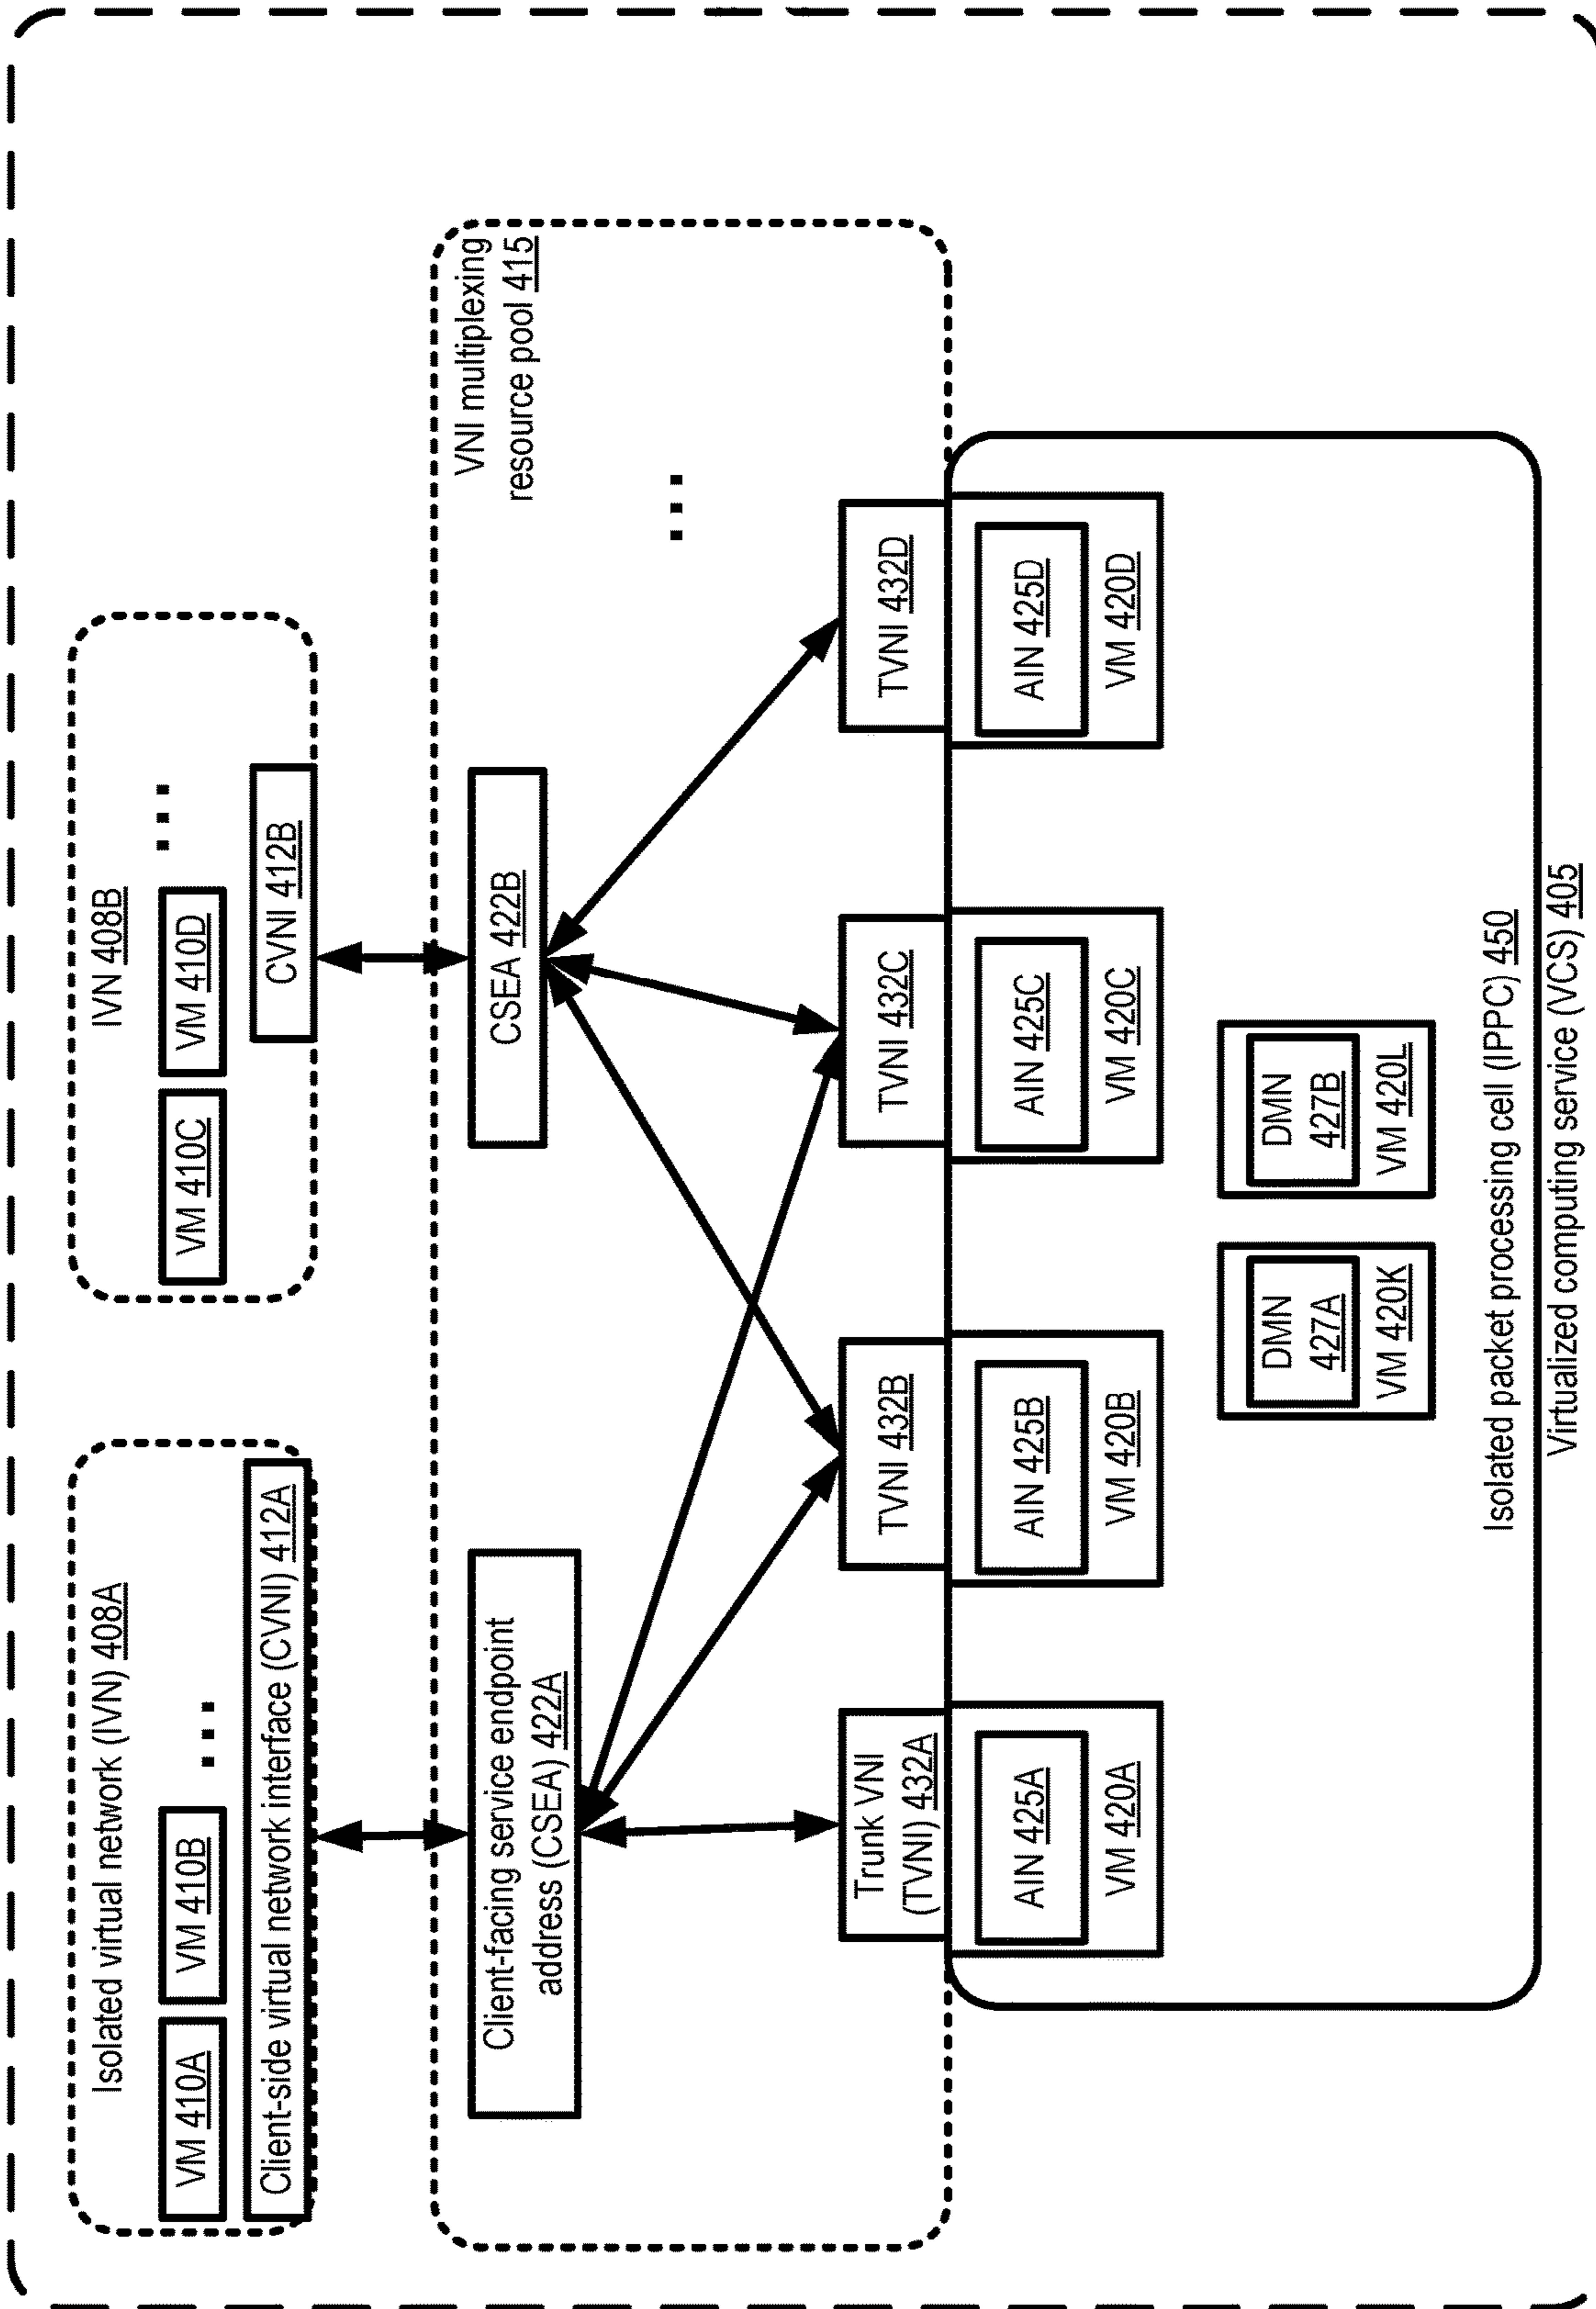 Isolated virtual network (IVN) 408A
VM 410A
VM 410B
...
Client-side virtual network interface (CVNI) 412A
IVN 408B
VM 410C
VM 410D
...
CVNI 412B
VNI multiplexing
resource pool 415
Client-facing service endpoint
address (CSEA) 422A
CSEA 422B
...
Trunk VNI
(TVNI) 432A
TVNI 432B
TVNI 432C
TVNI 432D
AIN 425A
VM 420A
AIN 425B
VM 420B
AIN 425C
VM 420C
AIN 425D
VM 420D
DMN
427A
VM 420K
DMN
427B
VM 420L
Isolated packet processing cell (IPPC) 450
Virtualized computing service (VCS) 405